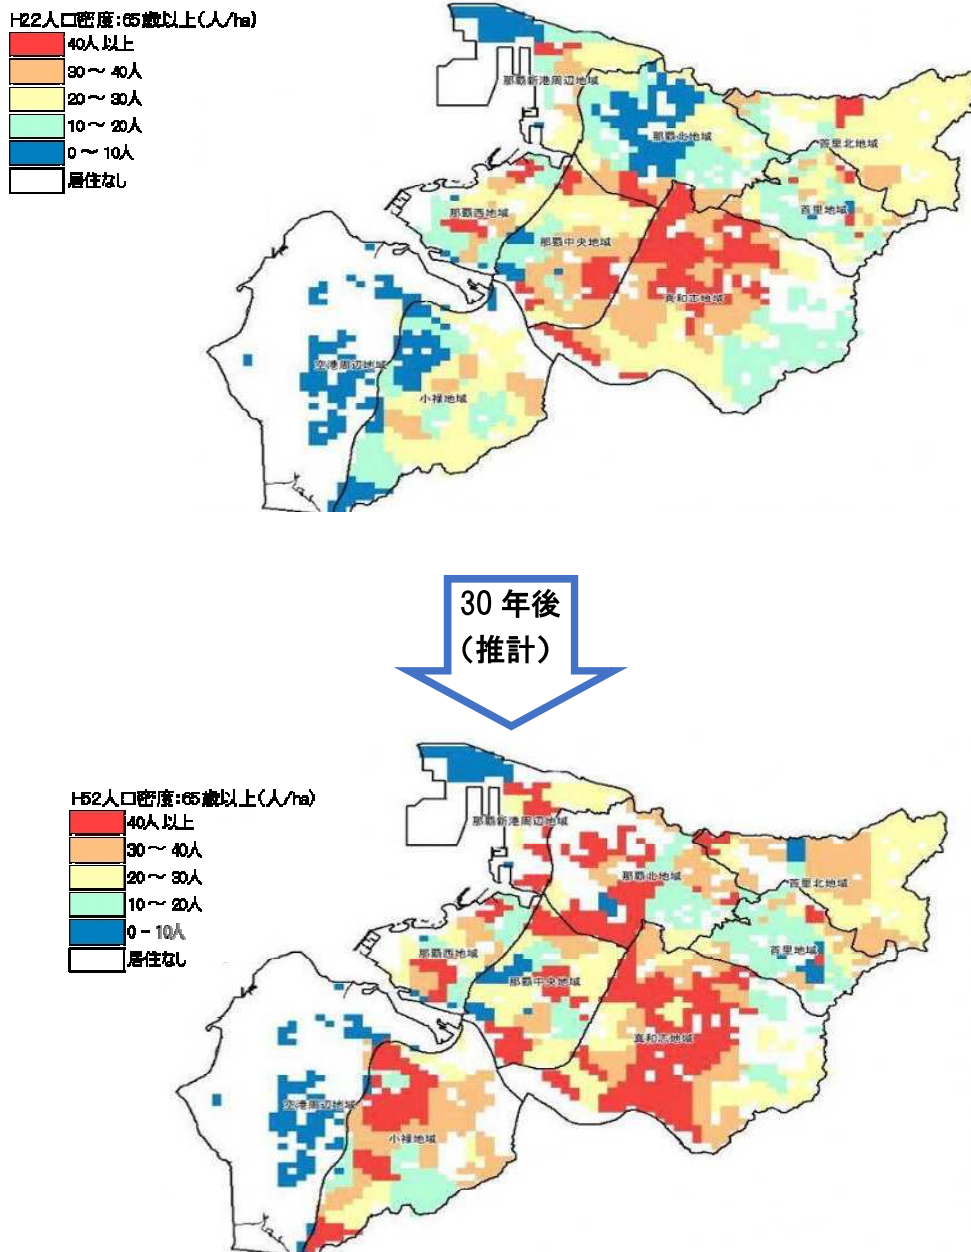 H22人口密度:65歳以上(人/ha)
40人以上
30 ～ 40人
20 ～ 30人
10 ～ 20人
0 ～ 10人
居住なし
那覇新港周辺地域
那覇北地域
首里北地域
那覇西地域
首里地域
那覇中央地域
真和志地域
空港周辺地域
小禄地域
30 年後
（推計）
H52人口密度:65歳以上(人/ha)
40人以上
30 ～ 40人
20 ～ 30人
10 ～ 20人
0 - 10人
居住なし
那覇新港周辺地域
那覇北地域
首里北地域
那覇西地域
首里地域
那覇中央地域
真和志地域
空港周辺地域
小禄地域